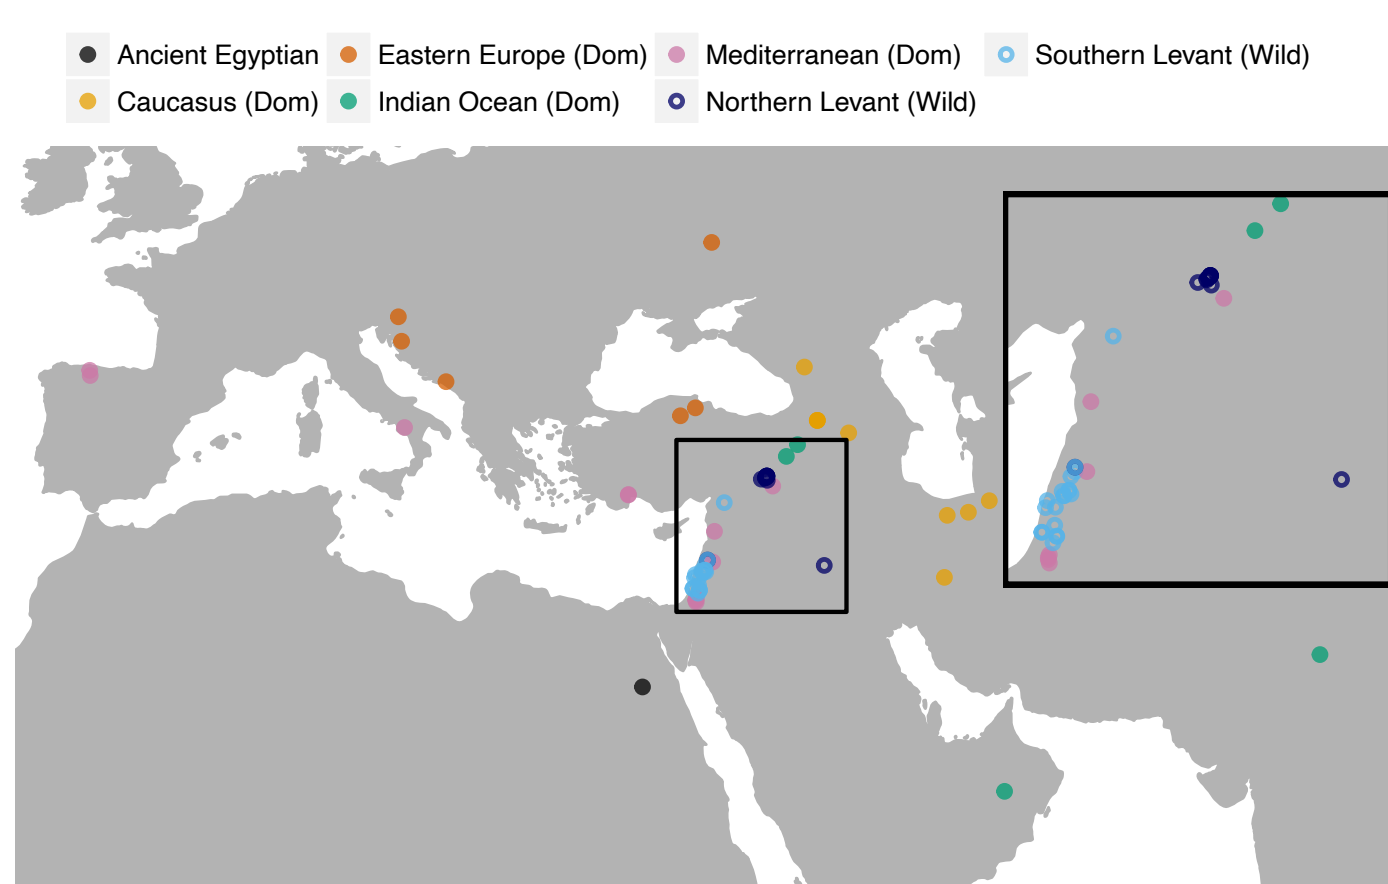 Ancient Egyptian Eastern Europe (Dom) Mediterranean (Dom) Southern Levant (Wild)
Caucasus (Dom) Indian Ocean (Dom) Northern Levant (Wild)